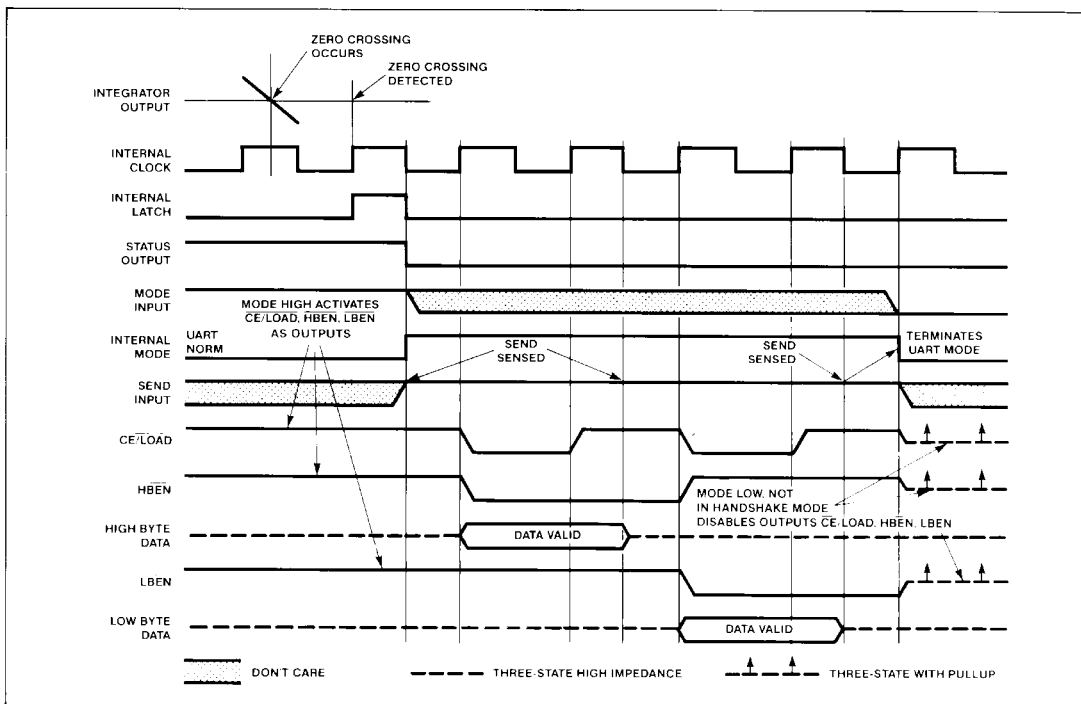 ZERO CROSSING
OCCURS
ZERO CROSSING
DETECTED
INTEGRATOR
OUTPUT
INTERNAL
CLOCK
INTERNAL
LATCH
STATUS
OUTPUT
MODE
INPUT
MODE HIGH ACTIVATES
CE/LOAD, HBEN, LBEN
AS OUTPUTS
INTERNAL
MODE
UART
NORM
SEND
SENSED
SEND
SENSED
TERMINATES
UART MODE
SEND
INPUT
CE/LOAD
HBEN
MODE LOW, NOT
IN HANDSHAKE MODE
DISABLES OUTPUTS CE/LOAD, HBEN, LBEN
HIGH BYTE
DATA
DATA VALID
LBEN
LOW BYTE
DATA
DATA VALID
DON'T CARE
THREE-STATE HIGH IMPEDANCE
THREE-STATE WITH PULLUP